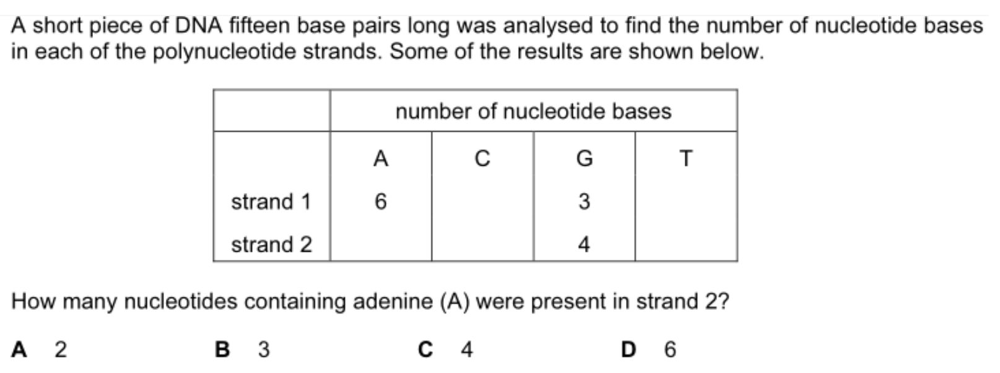 A short piece of DNA fifteen base pairs long was analysed to find the number of nucleotide bases
in each of the polynucleotide strands. Some of the results are shown below.
number of nucleotide bases
A C G T
strand 1 6 3
strand 2 4
How many nucleotides containing adenine (A) were present in strand 2?
A 2 B 3 C 4 D 6